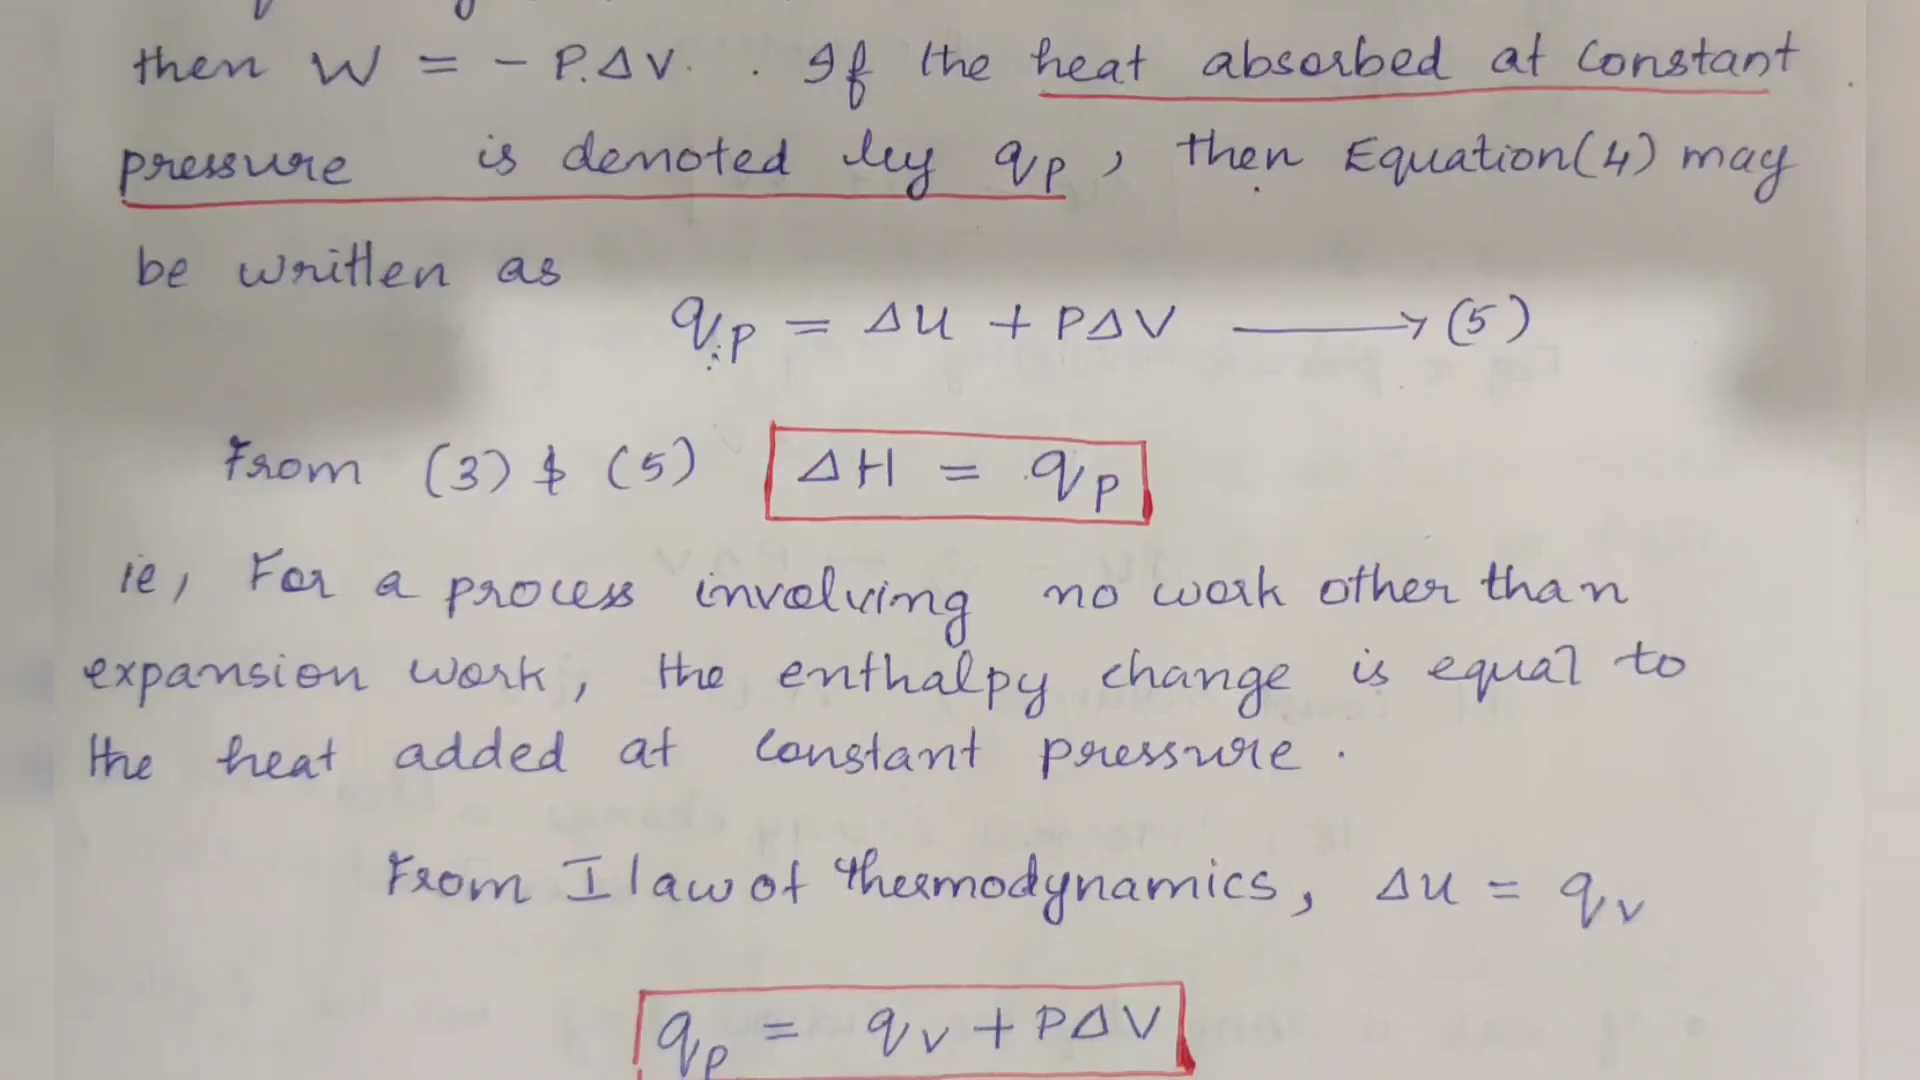 then W = - P.ΔV. . If the heat absorbed at constant
pressure is denoted by qp, then Equation(4) may
be written as
qp = ΔU + PΔV ⟶ (5)
From (3) & (5) ΔH = qp
ie, For a process involving no work other than
expansion work, the enthalpy change is equal to
the heat added at constant pressure.
From I law of thermodynamics, ΔU = qv
qp = qv + PΔV